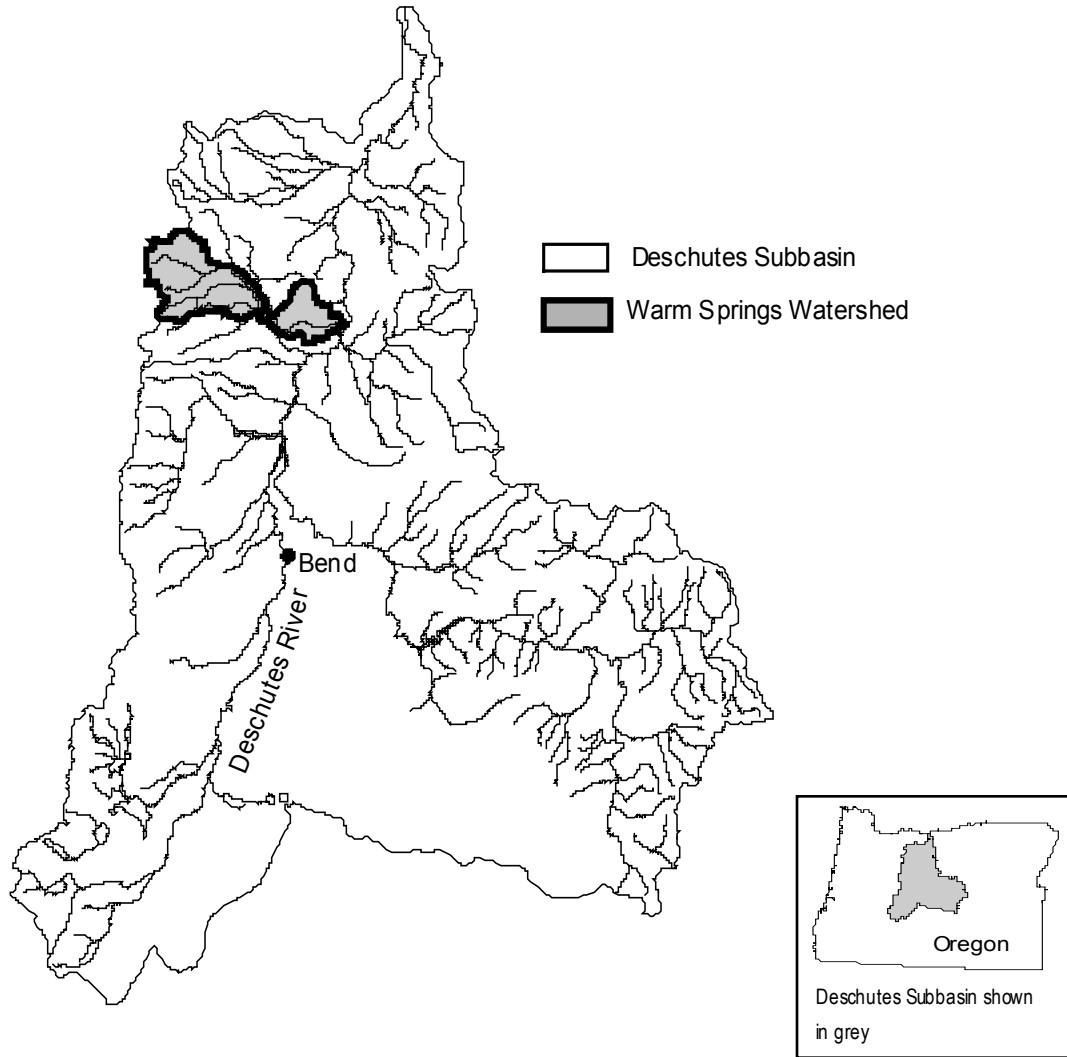 Deschutes Subbasin
Warm Springs Watershed
Bend
Deschutes River
Oregon
Deschutes Subbasin shown
in grey